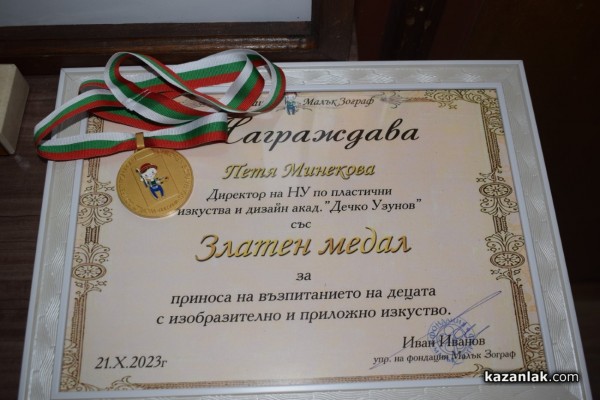 Малък Зограф
Награждава
Петя Минекова
Директор на НУ по пластични
изкуства и дизайн акад. "Дечко Узунов"
със
Златен медал
за
приноса на възпитанието на децата
с изобразително и приложно изкуство.
Иван Иванов
21.X.2023г
упр. на фондации Малък Зограф
kazanlak.com